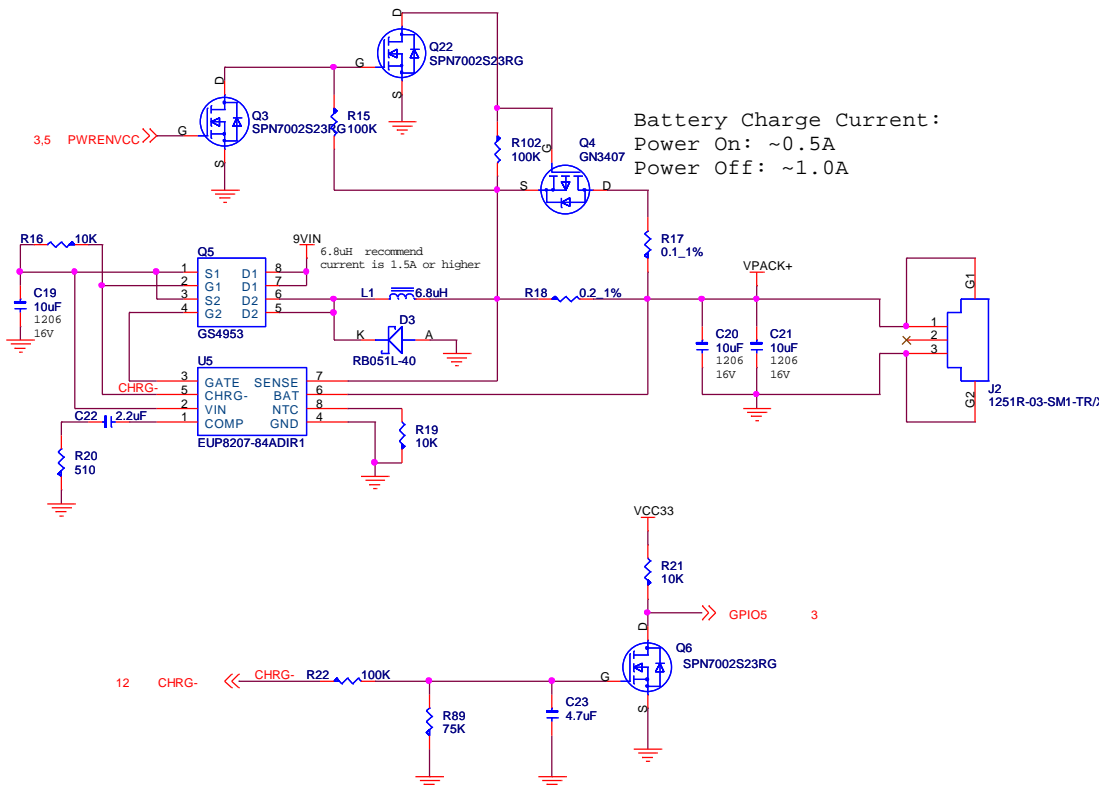 D
Q22
SPN7002S23RG
G
S
D
Q3
SPN7002S23RG
G
S
3,5 PWRENVCC
R15
100K
R102
100K
Q4
GN3407
G
S
D
Battery Charge Current:
Power On: ~0.5A
Power Off: ~1.0A
R16 10K
R17
0.1_1%
9VIN
6.8uH recommend
current is 1.5A or higher
Q5
1 S1 D1 8
2 G1 D1 7
3 S2 D2 6
4 G2 D2 5
GS4953
C19
10uF
1206
16V
L1 6.8uH
R18 0.2_1%
VPACK+
K A
D3
RB051L-40
C20
10uF
1206
16V
C21
10uF
1206
16V
G1
1
2
3
G2
J2
1251R-03-SM1-TR/X
U5
3 GATE SENSE 7
5 CHRG- BAT 6
2 VIN NTC 8
1 COMP GND 4
EUP8207-84ADIR1
CHRG-
C22 2.2uF
R20
510
R19
10K
VCC33
R21
10K
GPIO5 3
D
Q6
SPN7002S23RG
G
S
12 CHRG-
CHRG-
R22 100K
R89
75K
C23
4.7uF